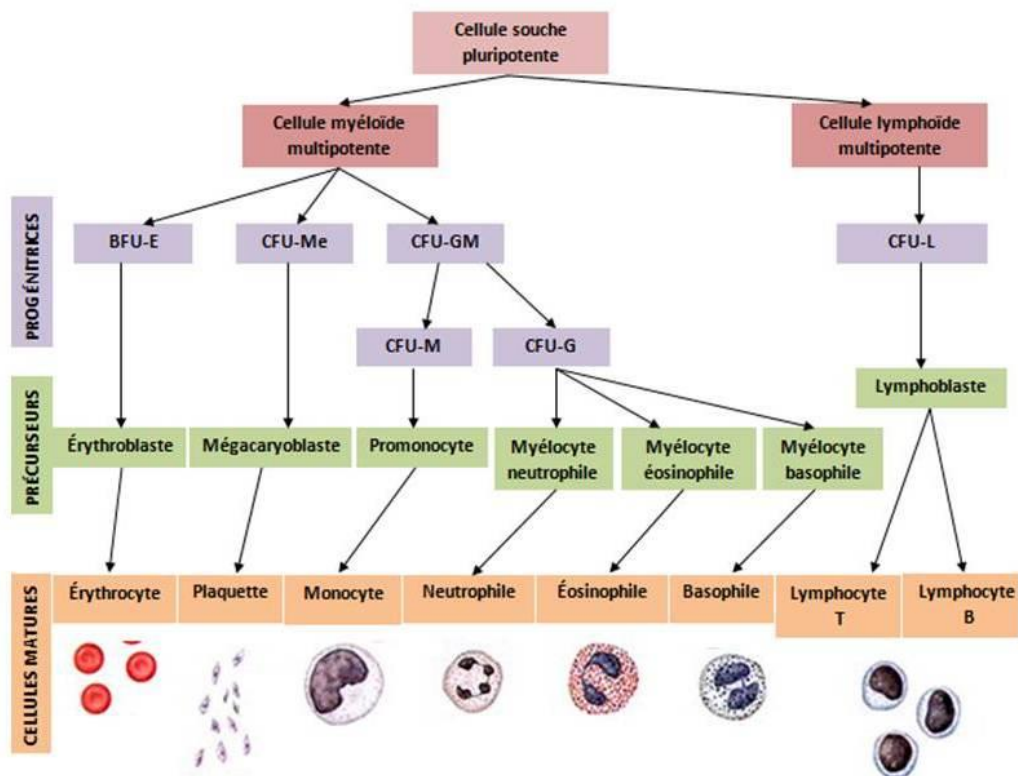 Cellule souche
pluripotente
Cellule myéloïde
multipotente
Cellule lymphoïde
multipotente
PROGÉNITRICES
BFU-E
CFU-Me
CFU-GM
CFU-L
CFU-M
CFU-G
PRÉCURSEURS
Lymphoblaste
Érythroblaste
Mégacaryoblaste
Promonocyte
Myélocyte
neutrophile
Myélocyte
éosinophile
Myélocyte
basophile
CELLULES MATURES
Érythrocyte
Plaquette
Monocyte
Neutrophile
Éosinophile
Basophile
Lymphocyte
T
Lymphocyte
B